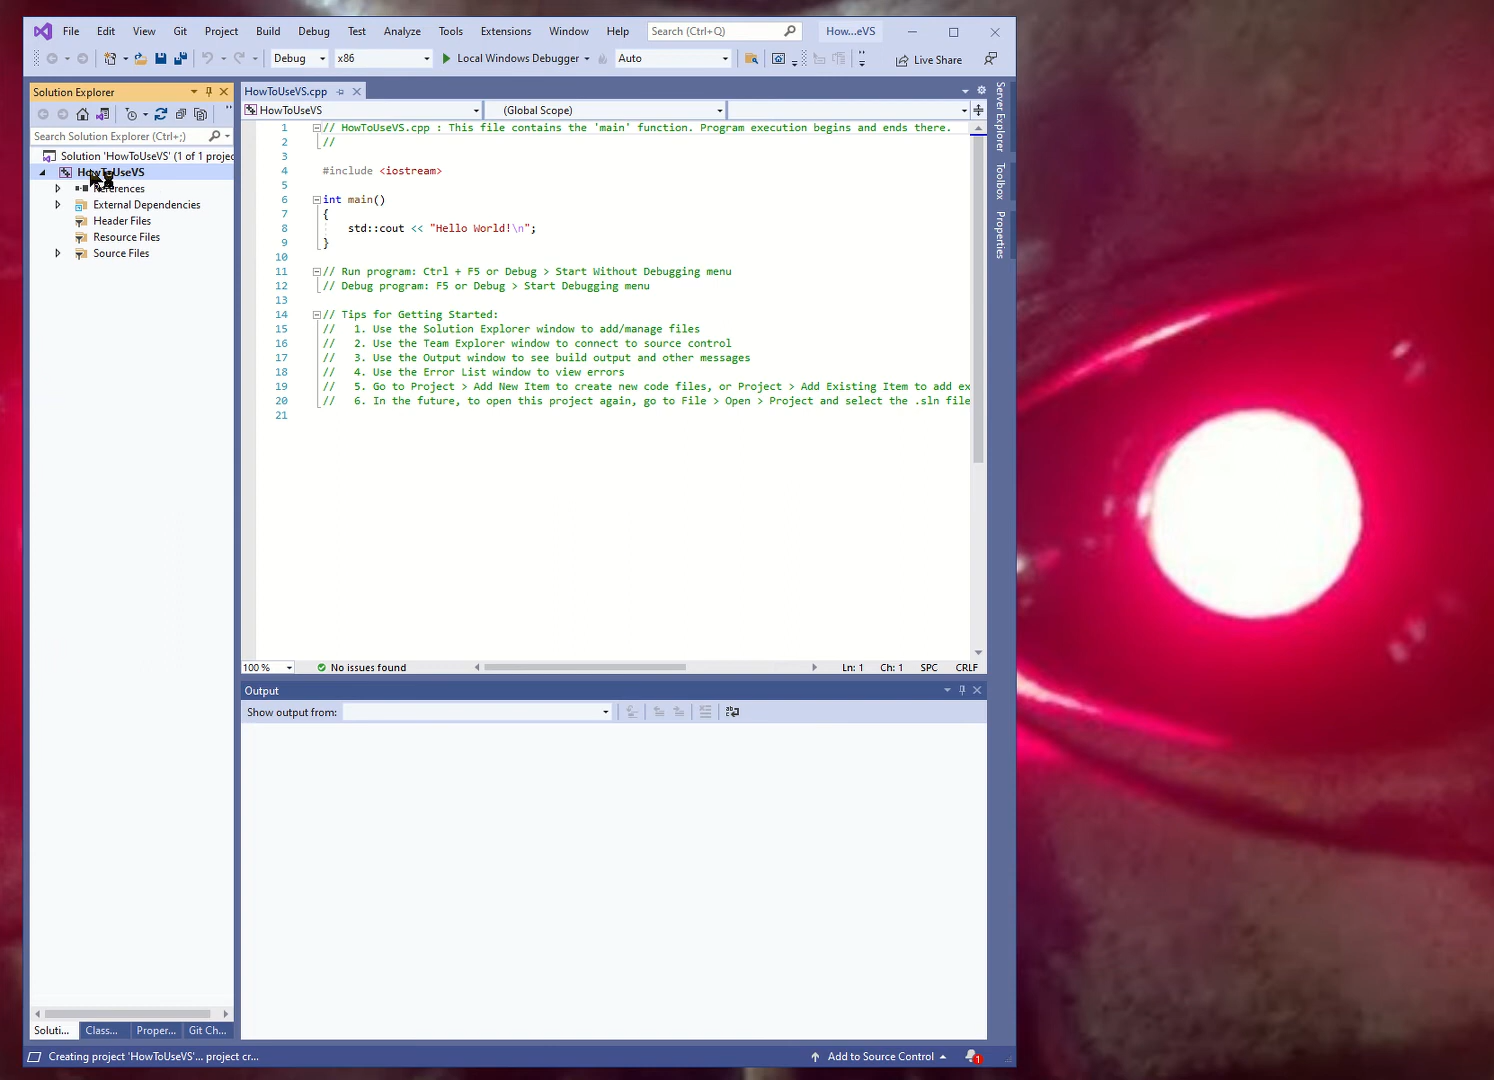 File Edit View Git Project Build Debug Test Analyze Tools Extensions Window Help Search (Ctrl+Q) How...eVS
Debug x86 Local Windows Debugger Auto Live Share
Solution Explorer
Search Solution Explorer (Ctrl+;)
Solution 'HowToUseVS' (1 of 1 projec
HowToUseVS
References
External Dependencies
Header Files
Resource Files
Source Files
HowToUseVS.cpp
HowToUseVS (Global Scope)
1 // HowToUseVS.cpp : This file contains the 'main' function. Program execution begins and ends there.
2 //
3
4 #include <iostream>
5
6 int main()
7 {
8 std::cout << "Hello World!\n";
9 }
10
11 // Run program: Ctrl + F5 or Debug > Start Without Debugging menu
12 // Debug program: F5 or Debug > Start Debugging menu
13
14 // Tips for Getting Started:
15 // 1. Use the Solution Explorer window to add/manage files
16 // 2. Use the Team Explorer window to connect to source control
17 // 3. Use the Output window to see build output and other messages
18 // 4. Use the Error List window to view errors
19 // 5. Go to Project > Add New Item to create new code files, or Project > Add Existing Item to add ex
20 // 6. In the future, to open this project again, go to File > Open > Project and select the .sln file
21
100 % No issues found Ln: 1 Ch: 1 SPC CRLF
Output
Show output from:
Server Explorer
Toolbox
Properties
Soluti... Class... Proper... Git Ch...
Creating project 'HowToUseVS'... project cr... Add to Source Control 1